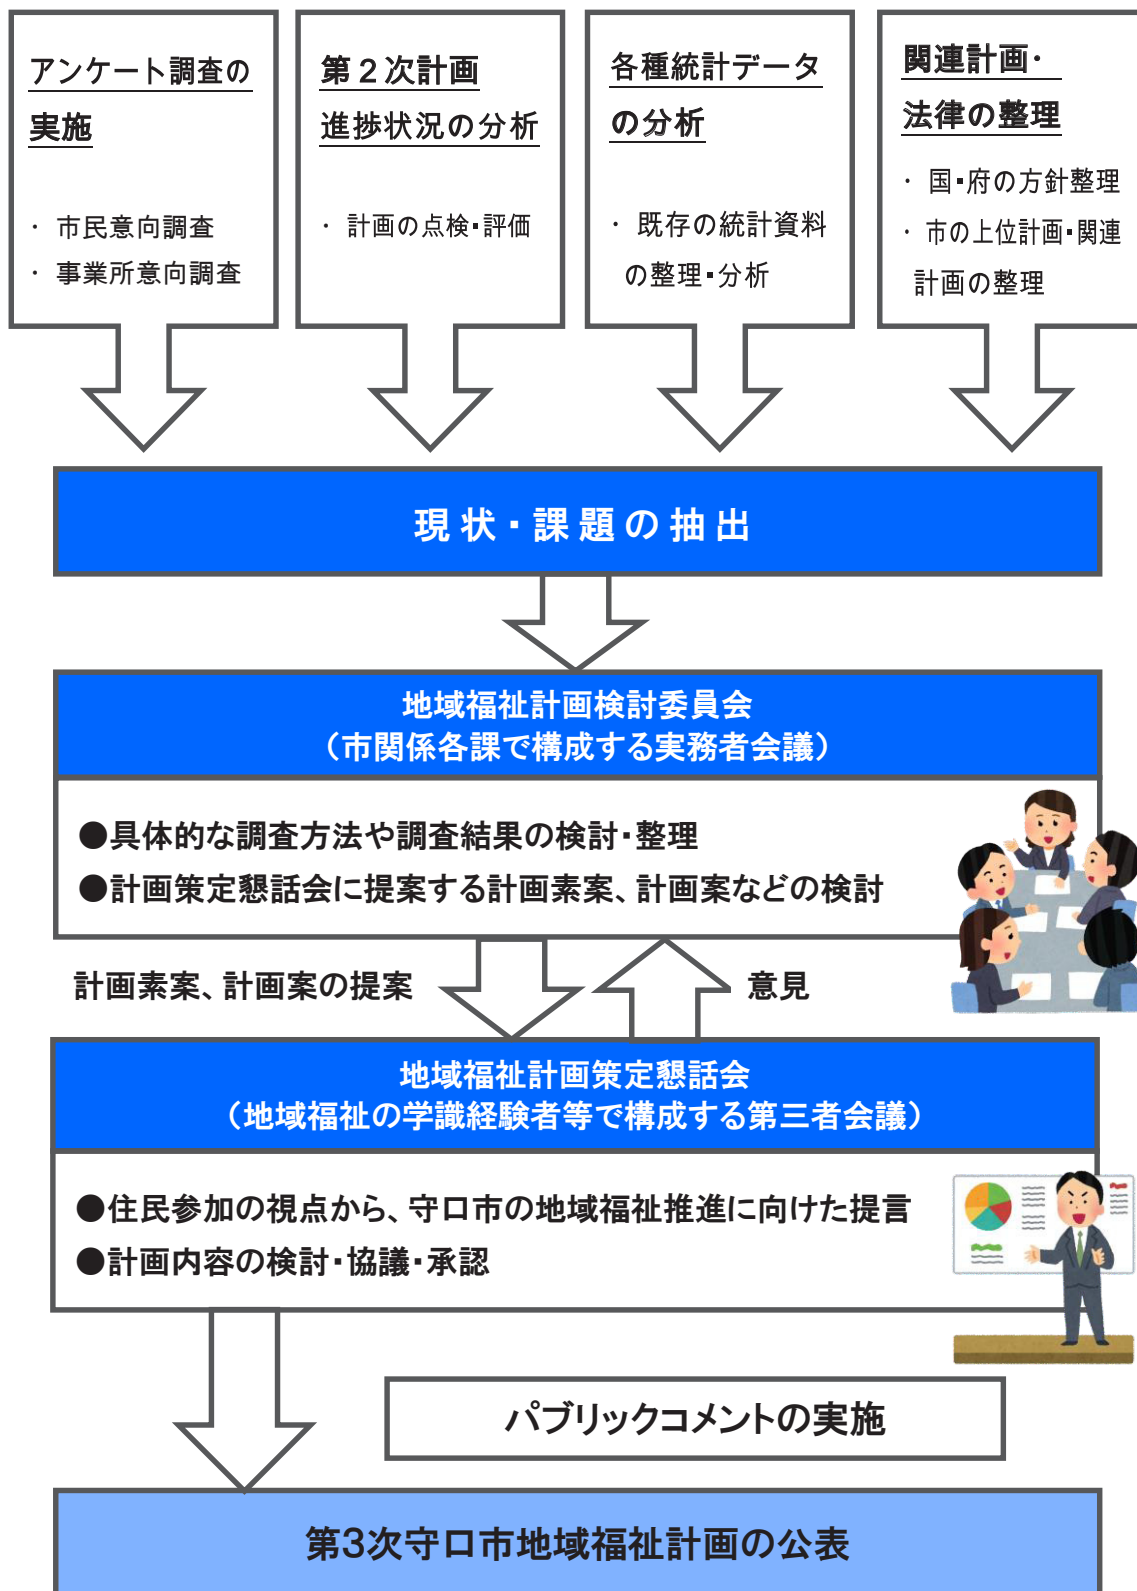 アンケート調査の
実施
・ 市民意向調査
・ 事業所意向調査
第２次計画
進捗状況の分析
・ 計画の点検・評価
各種統計データ
の分析
・ 既存の統計資料
の整理・分析
関連計画・
法律の整理
・ 国・府の方針整理
・ 市の上位計画・関連
計画の整理
現状・課題の抽出
地域福祉計画検討委員会
（市関係各課で構成する実務者会議）
●具体的な調査方法や調査結果の検討・整理
●計画策定懇話会に提案する計画素案、計画案などの検討
計画素案、計画案の提案
意見
地域福祉計画策定懇話会
（地域福祉の学識経験者等で構成する第三者会議）
●住民参加の視点から、守口市の地域福祉推進に向けた提言
●計画内容の検討・協議・承認
パブリックコメントの実施
第3次守口市地域福祉計画の公表